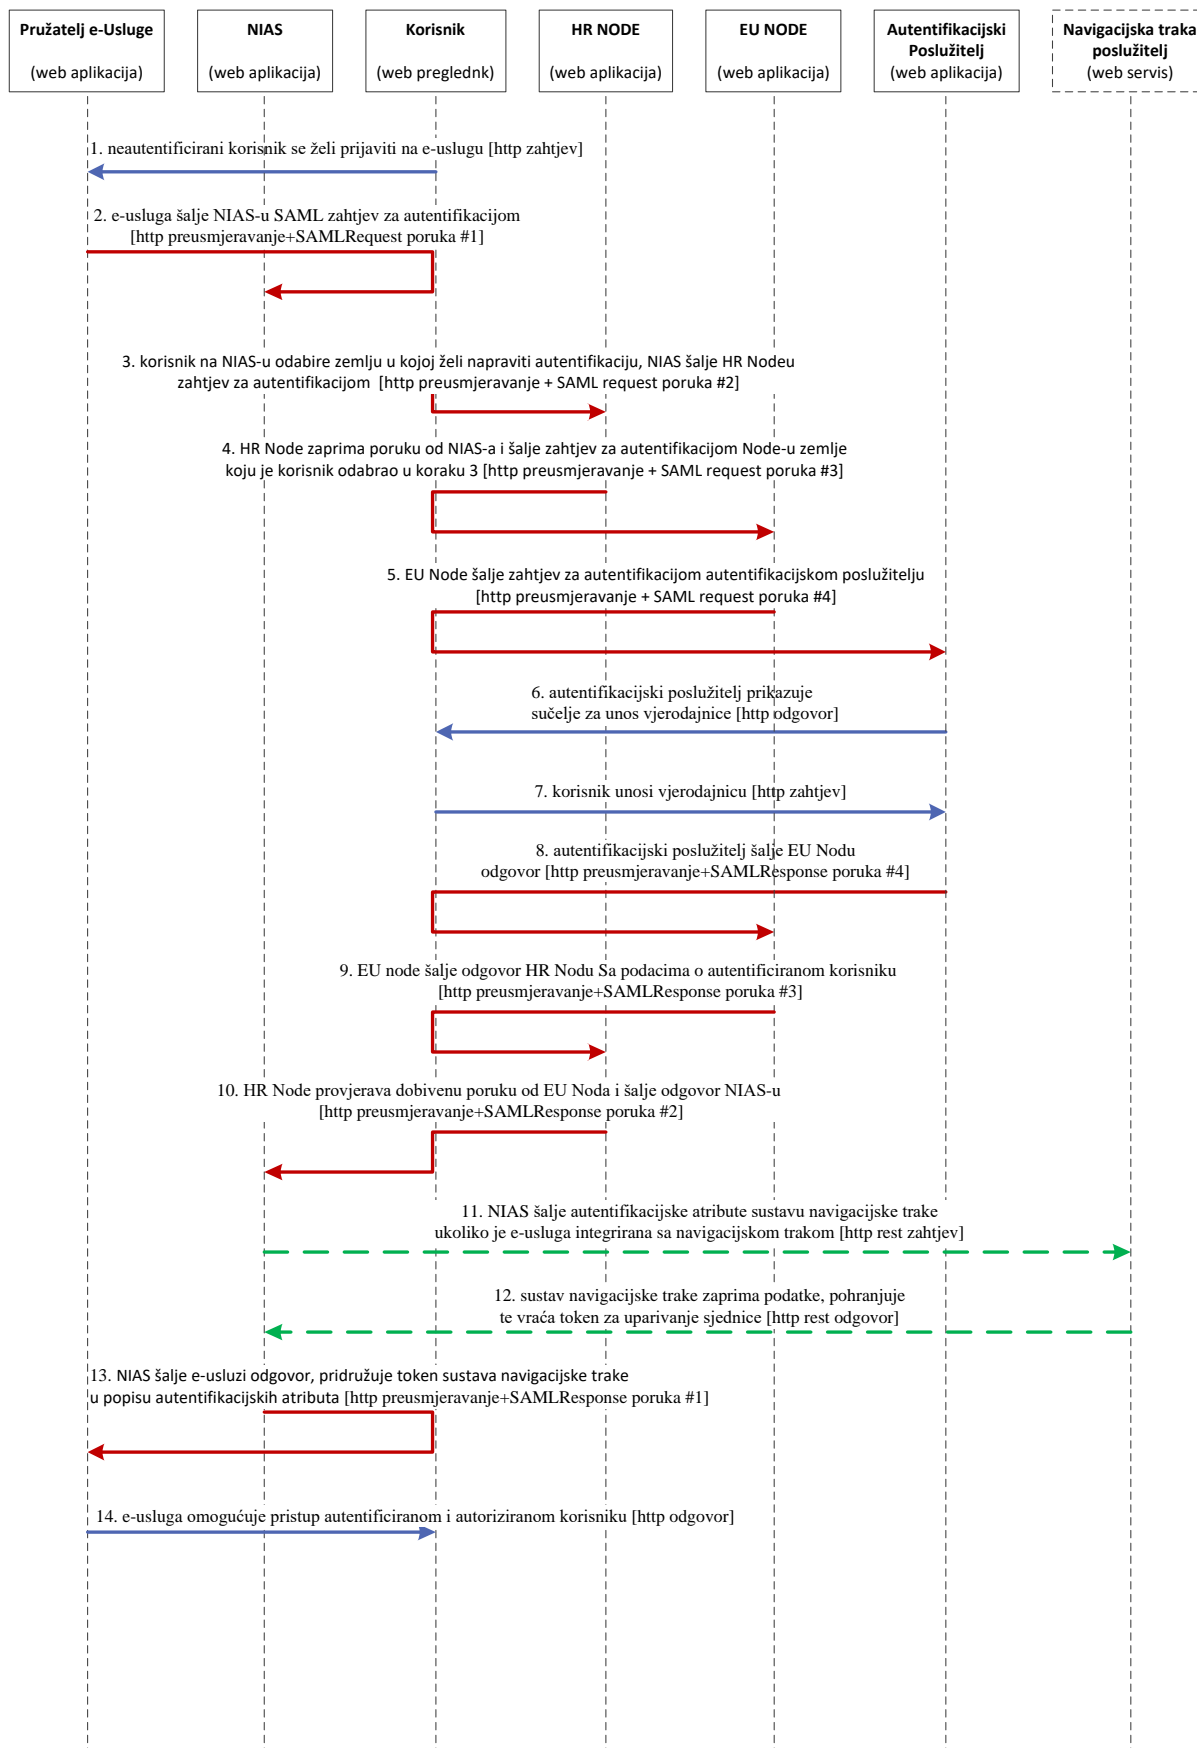 Pružatelj e-Usluge
(web aplikacija)
NIAS
(web aplikacija)
Korisnik
(web preglednk)
HR NODE
(web aplikacija)
EU NODE
(web aplikacija)
Autentifikacijski
Poslužitelj
(web aplikacija)
Navigacijska traka
poslužitelj
(web servis)
1. neautentificirani korisnik se želi prijaviti na e-uslugu [http zahtjev]
2. e-usluga šalje NIAS-u SAML zahtjev za autentifikacijom
[http preusmjeravanje+SAMLRequest poruka #1]
3. korisnik na NIAS-u odabire zemlju u kojoj želi napraviti autentifikaciju, NIAS šalje HR Nodeu
zahtjev za autentifikacijom [http preusmjeravanje + SAML request poruka #2]
4. HR Node zaprima poruku od NIAS-a i šalje zahtjev za autentifikacijom Node-u zemlje
koju je korisnik odabrao u koraku 3 [http preusmjeravanje + SAML request poruka #3]
5. EU Node šalje zahtjev za autentifikacijom autentifikacijskom poslužitelju
[http preusmjeravanje + SAML request poruka #4]
6. autentifikacijski poslužitelj prikazuje
sučelje za unos vjerodajnice [http odgovor]
7. korisnik unosi vjerodajnicu [http zahtjev]
8. autentifikacijski poslužitelj šalje EU Nodu
odgovor [http preusmjeravanje+SAMLResponse poruka #4]
9. EU node šalje odgovor HR Nodu Sa podacima o autentificiranom korisniku
[http preusmjeravanje+SAMLResponse poruka #3]
10. HR Node provjerava dobivenu poruku od EU Noda i šalje odgovor NIAS-u
[http preusmjeravanje+SAMLResponse poruka #2]
11. NIAS šalje autentifikacijske atribute sustavu navigacijske trake
ukoliko je e-usluga integrirana sa navigacijskom trakom [http rest zahtjev]
12. sustav navigacijske trake zaprima podatke, pohranjuje
te vraća token za uparivanje sjednice [http rest odgovor]
13. NIAS šalje e-usluzi odgovor, pridružuje token sustava navigacijske trake
u popisu autentifikacijskih atributa [http preusmjeravanje+SAMLResponse poruka #1]
14. e-usluga omogućuje pristup autentificiranom i autoriziranom korisniku [http odgovor]